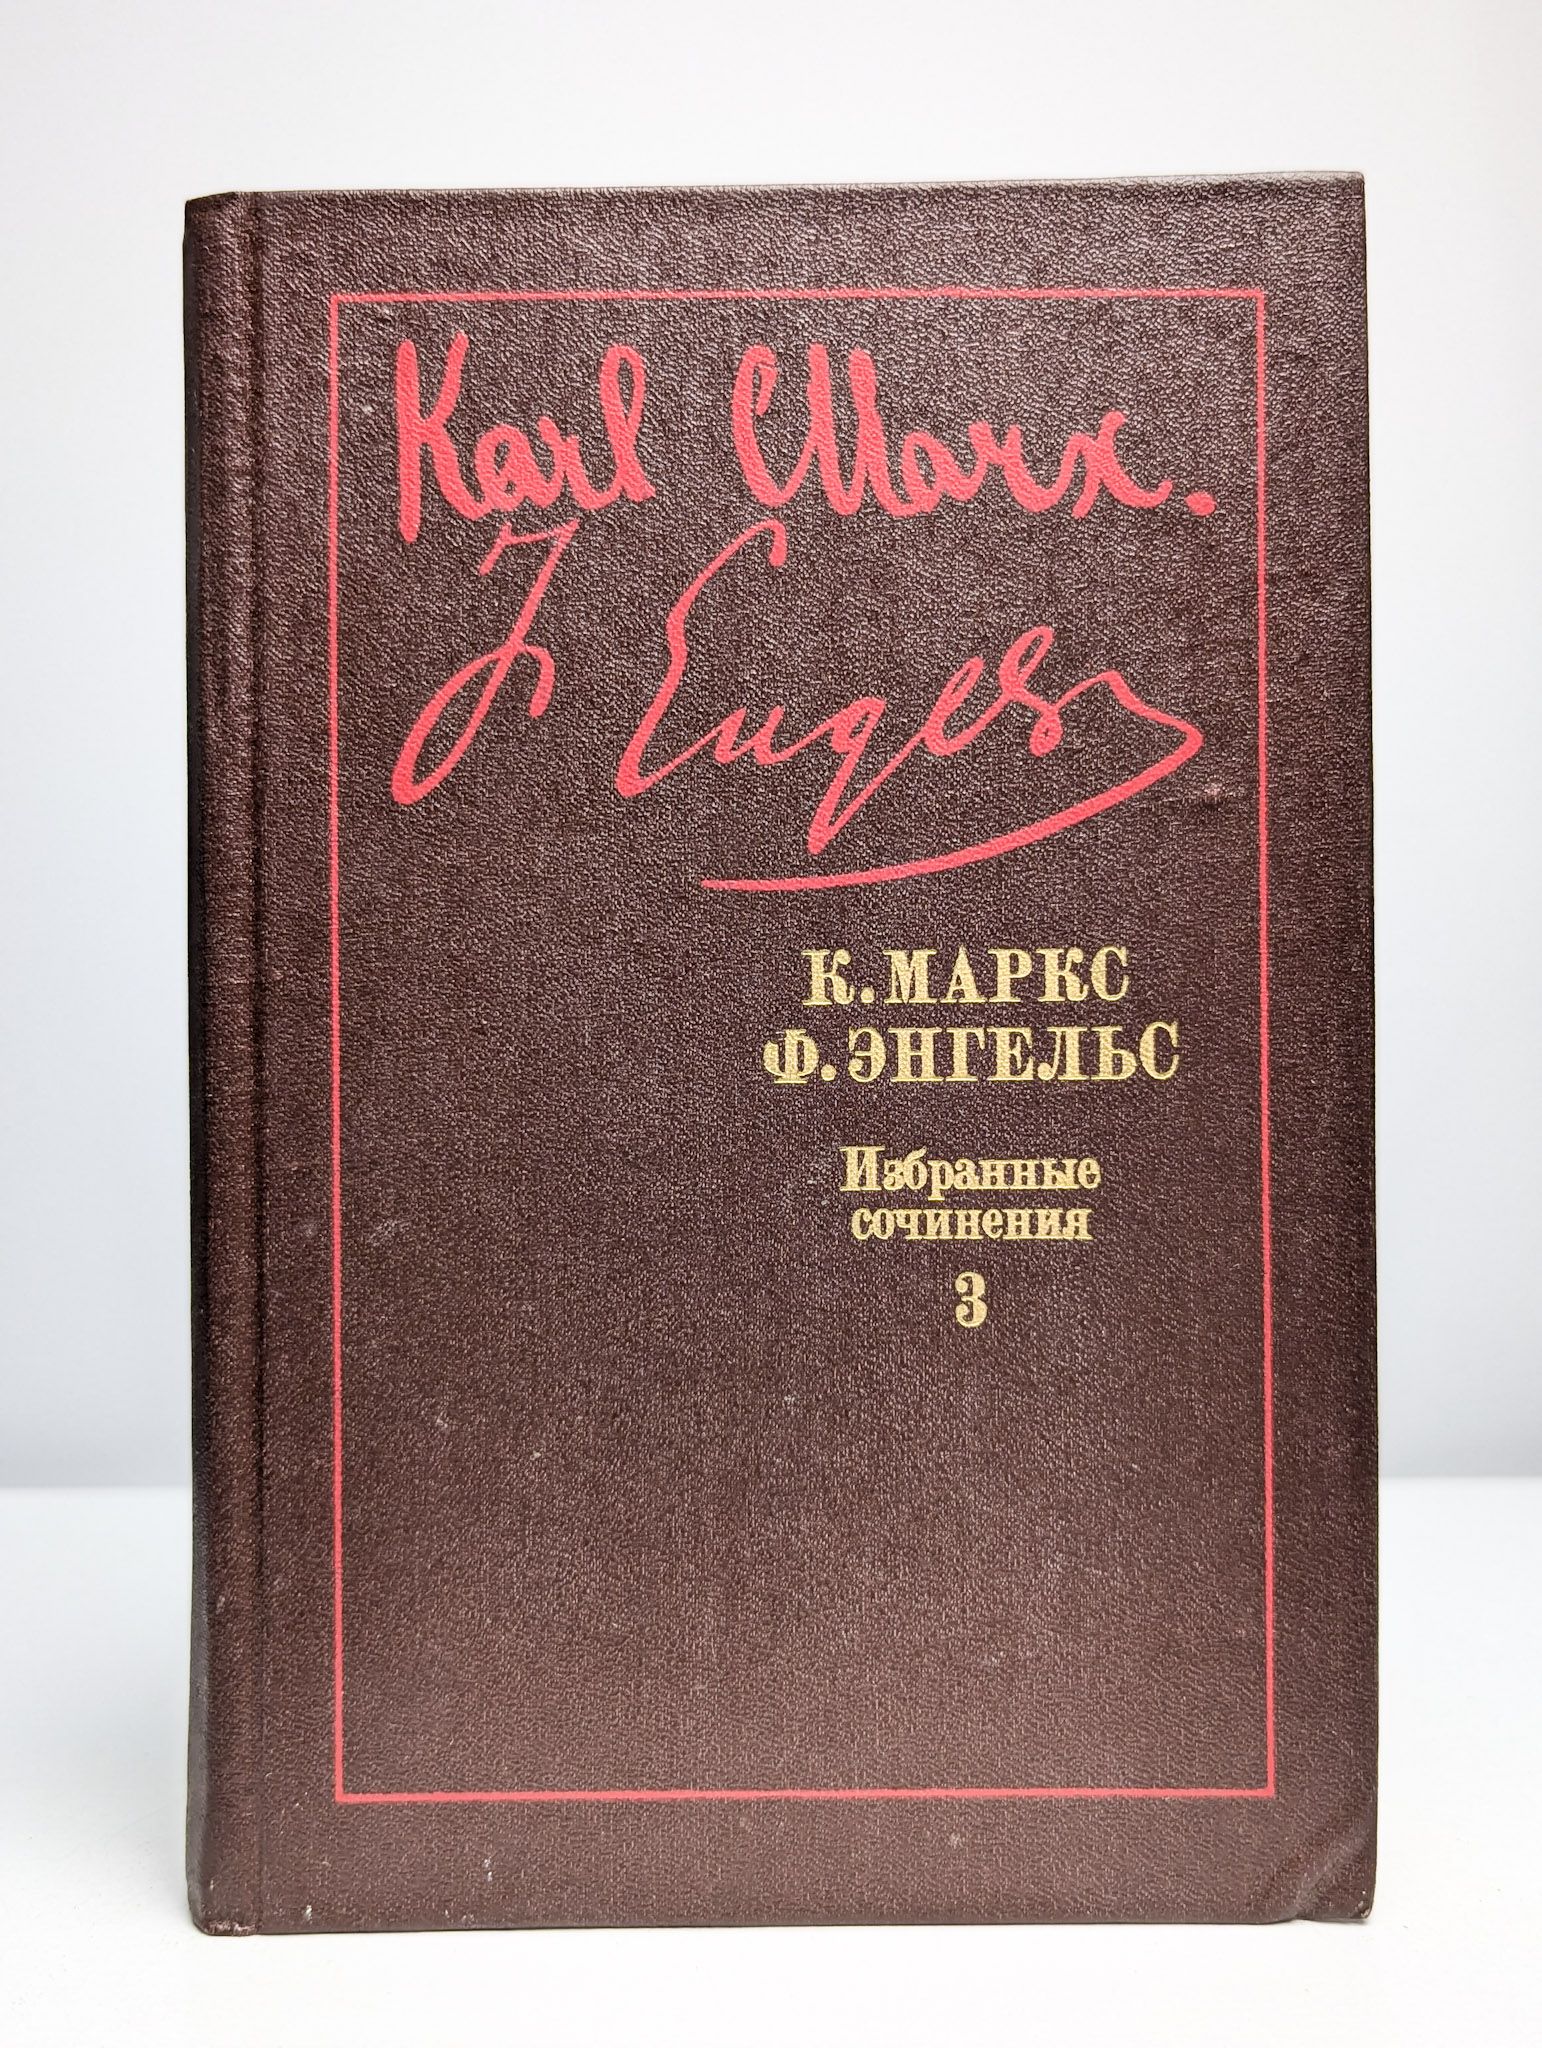 Karl Marx.
F Engels
К. МАРКС
Ф. ЭНГЕЛЬС
Избранные
сочинения
3